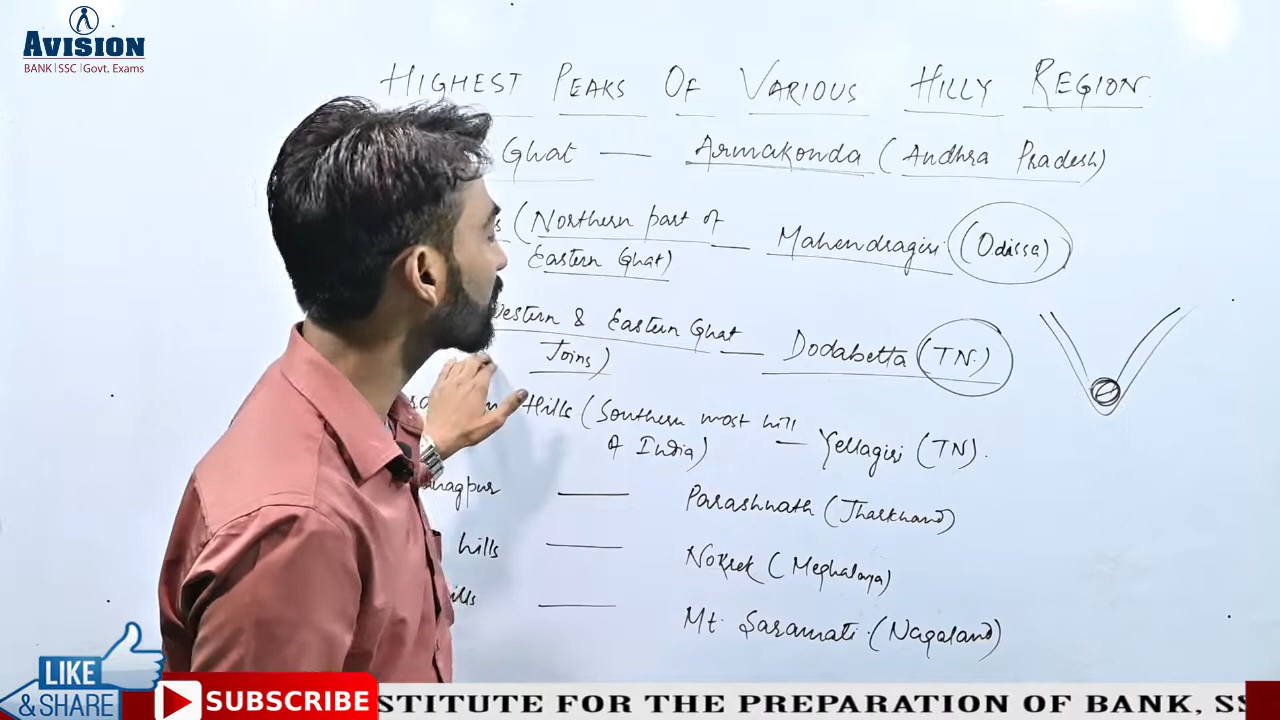 AVISION
BANK | SSC | Govt. Exams
HIGHEST PEAKS OF VARIOUS HILLY REGION
Ghat — Armakonda (Andhra Pradesh)
(Northern part of
Eastern Ghat) — Mahendragiri (Odissa)
Western & Eastern Ghat
Joins) — Dodabetta (TN)
Hills (Southern most hill
of India) — Yellagiri (TN).
nagpur — Parashnath (Jharkhand)
hills — Nokrek (Meghalaya)
ills — Mt. Saramati (Nagaland)
LIKE
& SHARE
SUBSCRIBE
STITUTE FOR THE PREPARATION OF BANK, SS